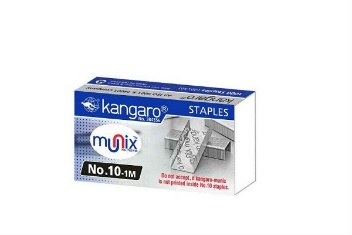 kangaro
STAPLES
munix
No.10-1M
Do not accept, if kangaro-munix
is not printed inside No.10 staples.